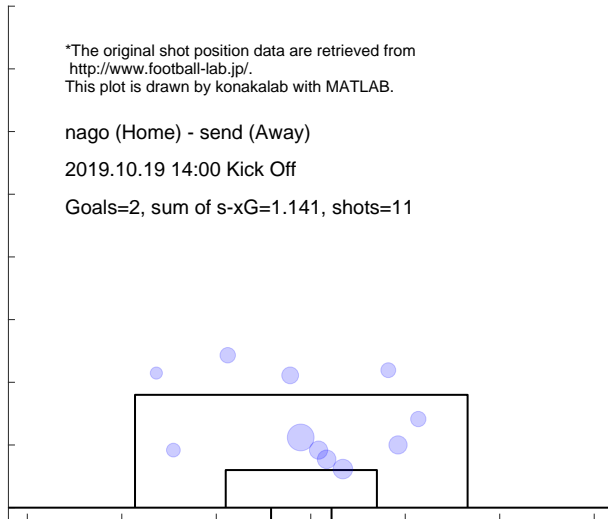 *The original shot position data are retrieved from
http://www.football-lab.jp/.
This plot is drawn by konakalab with MATLAB.
nago (Home) - send (Away)
2019.10.19 14:00 Kick Off
Goals=2, sum of s-xG=1.141, shots=11